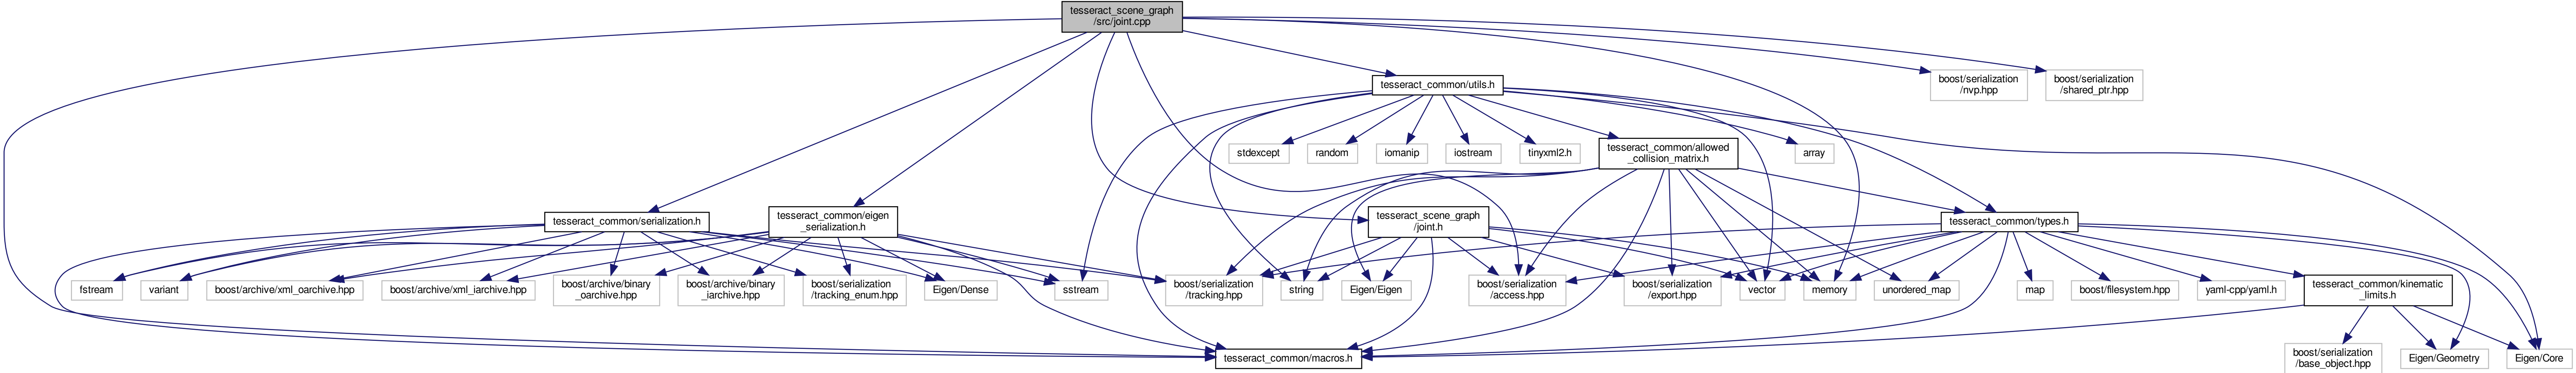 tesseract_scene_graph
/src/joint.cpp
tesseract_common/utils.h
boost/serialization
/nvp.hpp
boost/serialization
/shared_ptr.hpp
stdexcept
random
iomanip
iostream
tinyxml2.h
tesseract_common/allowed
_collision_matrix.h
array
tesseract_common/serialization.h
tesseract_common/eigen
_serialization.h
tesseract_scene_graph
/joint.h
tesseract_common/types.h
fstream
variant
boost/archive/xml_oarchive.hpp
boost/archive/xml_iarchive.hpp
boost/archive/binary
_oarchive.hpp
boost/archive/binary
_iarchive.hpp
boost/serialization
/tracking_enum.hpp
Eigen/Dense
sstream
boost/serialization
/tracking.hpp
string
Eigen/Eigen
boost/serialization
/access.hpp
boost/serialization
/export.hpp
vector
memory
unordered_map
map
boost/filesystem.hpp
yaml-cpp/yaml.h
tesseract_common/kinematic
_limits.h
tesseract_common/macros.h
boost/serialization
/base_object.hpp
Eigen/Geometry
Eigen/Core